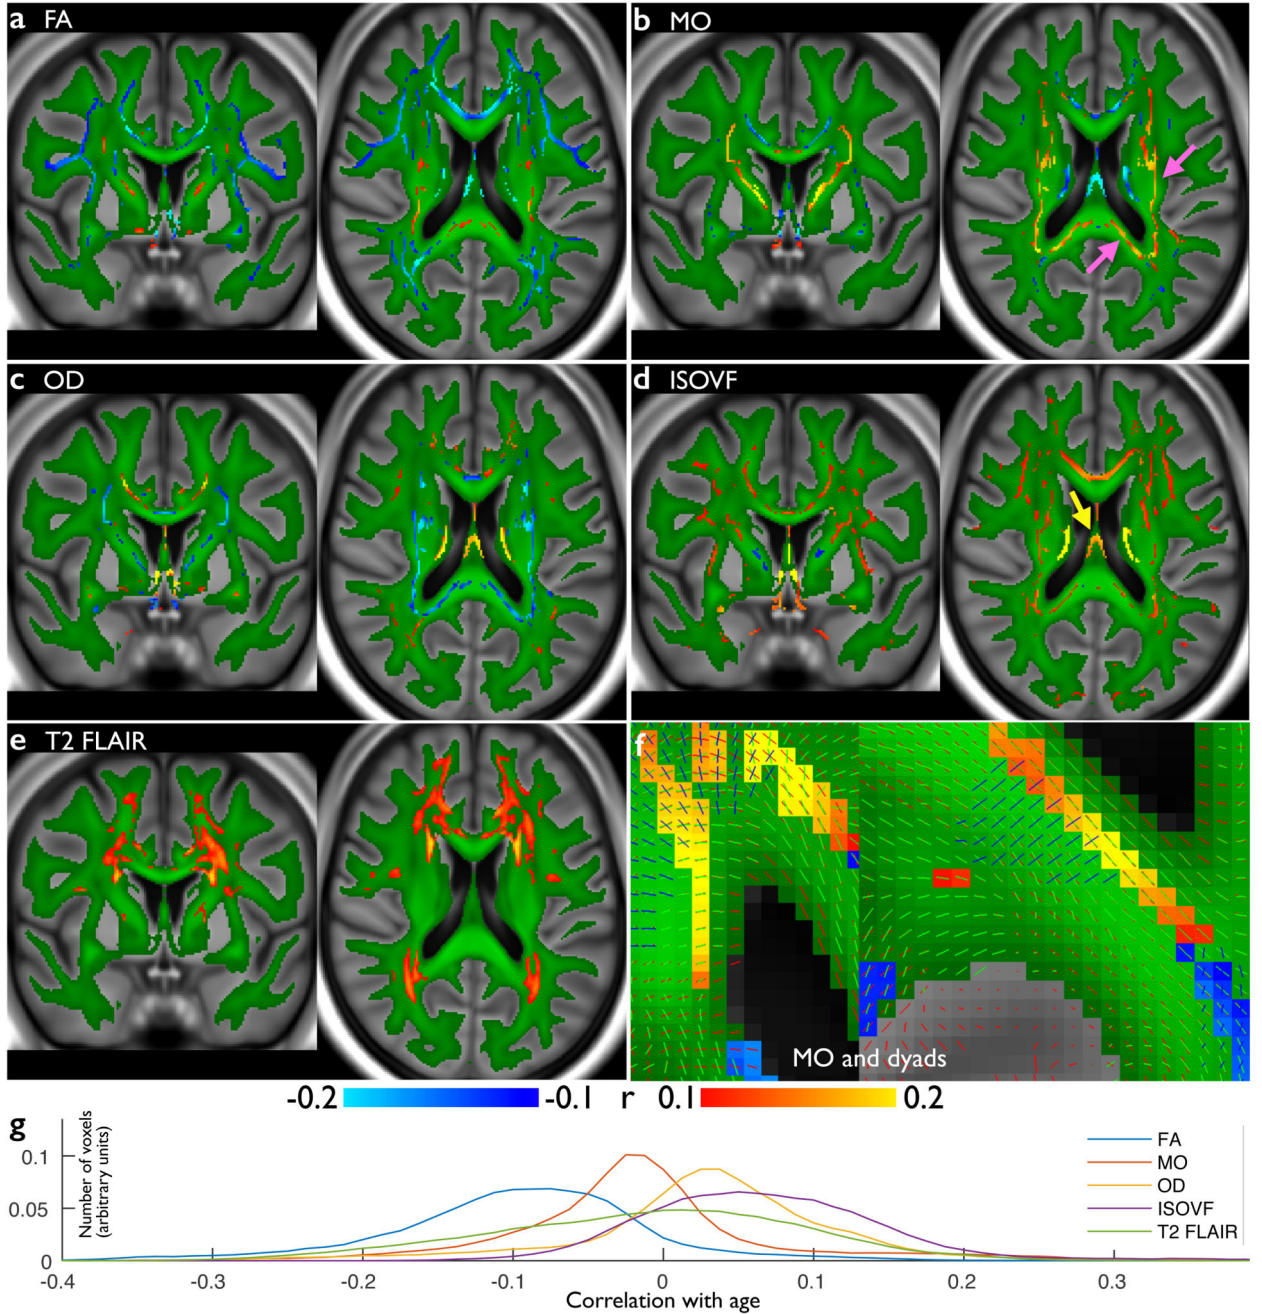 a FA
b MO
c OD
d ISOVF
e T2 FLAIR
f
MO and dyads
-0.2 -0.1 r 0.1 0.2
g
Number of voxels
(arbitrary units)
0.1
0.05
0
-0.4 -0.3 -0.2 -0.1 0 0.1 0.2 0.3
Correlation with age
FA
MO
OD
ISOVF
T2 FLAIR